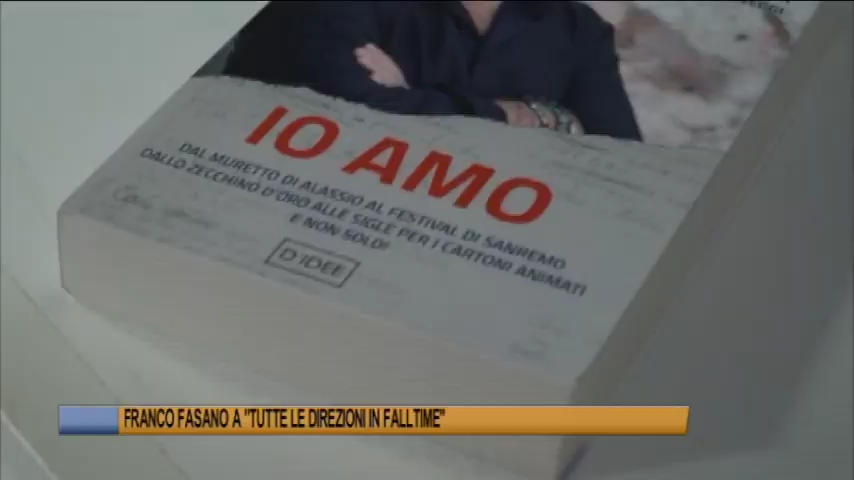 IO AMO
DAL MURETTO DI ALASSIO AL FESTIVAL DI SANREMO
DALLO ZECCHINO D'ORO ALLE SIGLE PER I CARTONI ANIMATI
E NON SOLO!
D'IDEE
FRANCO FASANO A "TUTTE LE DIREZIONI IN FALLTIME"